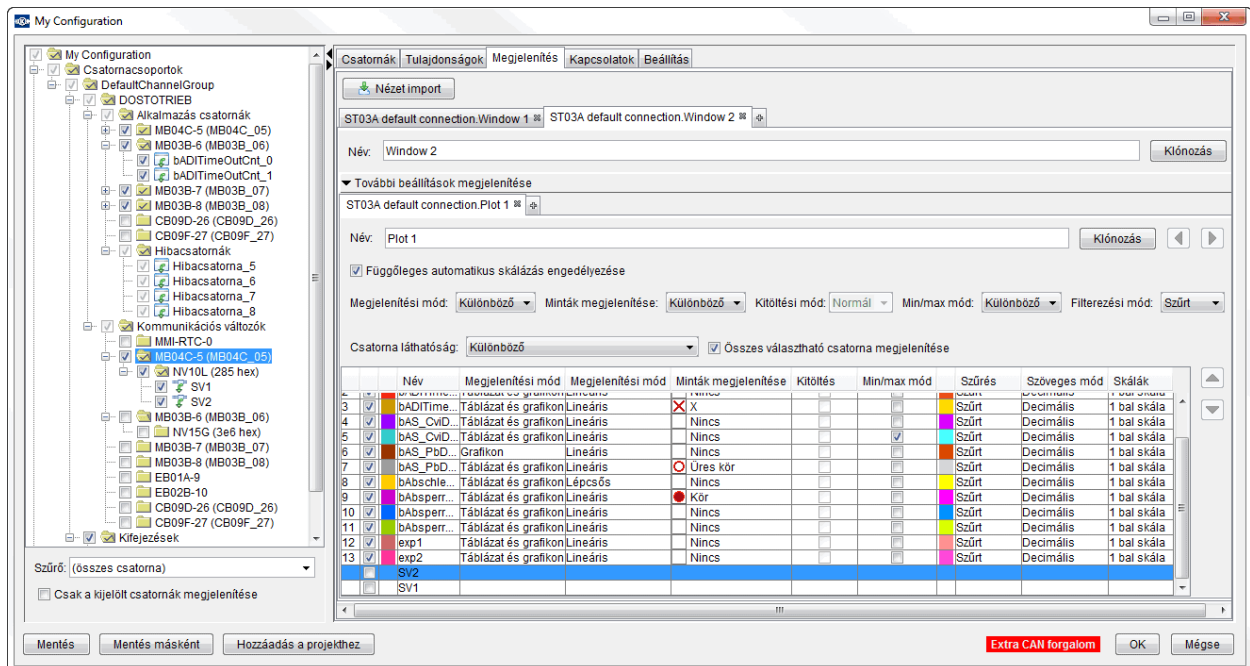 My Configuration
My Configuration
Csatornacsoportok
DefaultChannelGroup
DOSTOTRIEB
Alkalmazás csatornák
MB04C-5 (MB04C_05)
MB03B-6 (MB03B_06)
bADITimeOutCnt_0
bADITimeOutCnt_1
MB03B-7 (MB03B_07)
MB03B-8 (MB03B_08)
CB09D-26 (CB09D_26)
CB09F-27 (CB09F_27)
Hibacsatornák
Hibacsatorna_5
Hibacsatorna_6
Hibacsatorna_7
Hibacsatorna_8
Kommunikációs változók
MMI-RTC-0
MB04C-5 (MB04C_05)
NV10L (285 hex)
SV1
SV2
MB03B-6 (MB03B_06)
NV15G (3e6 hex)
MB03B-7 (MB03B_07)
MB03B-8 (MB03B_08)
EB01A-9
EB02B-10
CB09D-26 (CB09D_26)
CB09F-27 (CB09F_27)
Kifejezések
Szűrő: (összes csatorna)
Csak a kijelölt csatornák megjelenítése
Csatornák Tulajdonságok Megjelenítés Kapcsolatok Beállítás
Nézet import
ST03A default connection.Window 1 ST03A default connection.Window 2
Név: Window 2 Klónozás
További beállítások megjelenítése
ST03A default connection.Plot 1
Név: Plot 1 Klónozás
Függőleges automatikus skálázás engedélyezése
Megjelenítési mód: Különböző Minták megjelenítése: Különböző Kitöltési mód: Normál Min/max mód: Különböző Filterezési mód: Szűrt
Csatorna láthatóság: Különböző Összes választható csatorna megjelenítése
Név Megjelenítési mód Megjelenítési mód Minták megjelenítése Kitöltés Min/max mód Szűrés Szöveges mód Skálák
2 bADITime... Táblázat és grafikon Lineáris Nincs Szűrt Decimális 1 bal skála
3 bADITime... Táblázat és grafikon Lineáris X Szűrt Decimális 1 bal skála
4 bAS_CviD... Táblázat és grafikon Lineáris Nincs Szűrt Decimális 1 bal skála
5 bAS_CviD... Táblázat és grafikon Lineáris Nincs Szűrt Decimális 1 bal skála
6 bAS_PbD... Grafikon Lineáris Nincs Szűrt Decimális 1 bal skála
7 bAS_PbD... Táblázat és grafikon Lineáris Üres kör Szűrt Decimális 1 bal skála
8 bAbschle... Táblázat és grafikon Lépcsős Nincs Szűrt Decimális 1 bal skála
9 bAbsperr... Táblázat és grafikon Lineáris Kör Szűrt Decimális 1 bal skála
10 bAbsperr... Táblázat és grafikon Lineáris Nincs Szűrt Decimális 1 bal skála
11 bAbsperr... Táblázat és grafikon Lineáris Nincs Szűrt Decimális 1 bal skála
12 exp1 Táblázat és grafikon Lineáris Nincs Szűrt Decimális 1 bal skála
13 exp2 Táblázat és grafikon Lineáris Nincs Szűrt Decimális 1 bal skála
SV2
SV1
Mentés Mentés másként Hozzáadás a projekthez Extra CAN forgalom OK Mégse